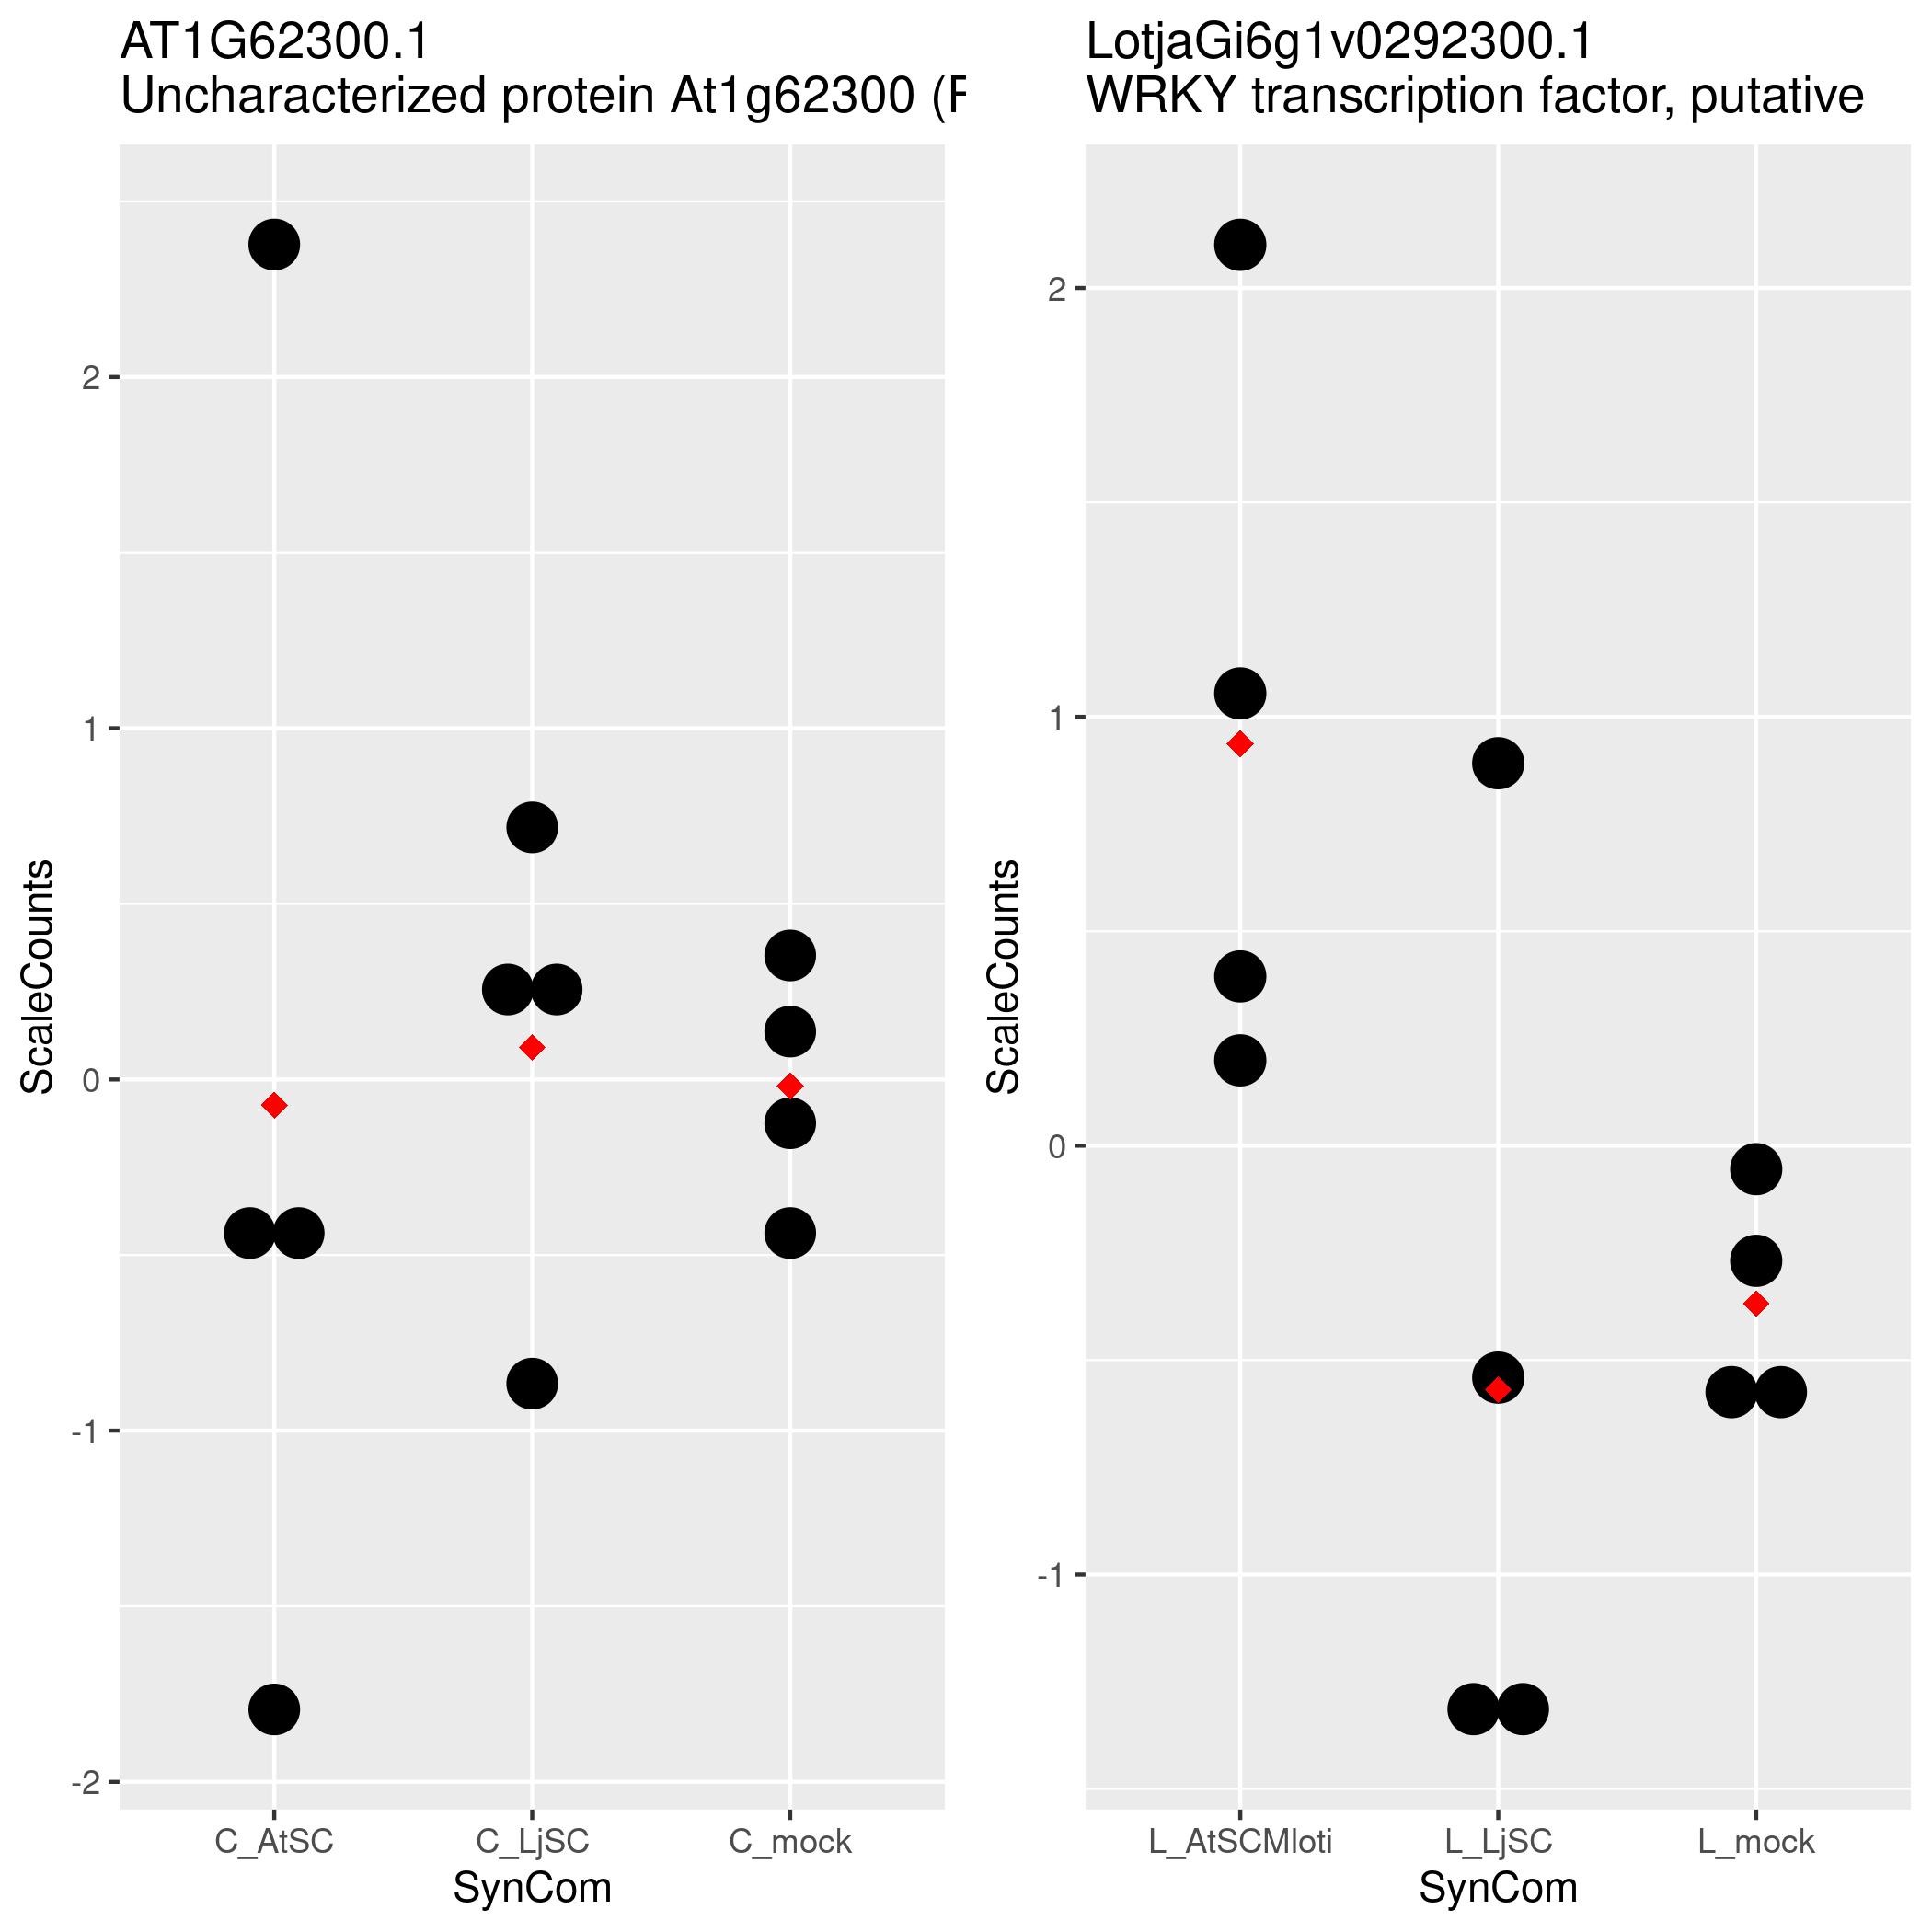 AT1G62300.1
Uncharacterized protein At1g62300 (F
ScaleCounts
2
1
0
-1
-2
C_AtSC C_LjSC C_mock
SynCom
LotjaGi6g1v0292300.1
WRKY transcription factor, putative
ScaleCounts
2
1
0
-1
L_AtSCMloti L_LjSC L_mock
SynCom